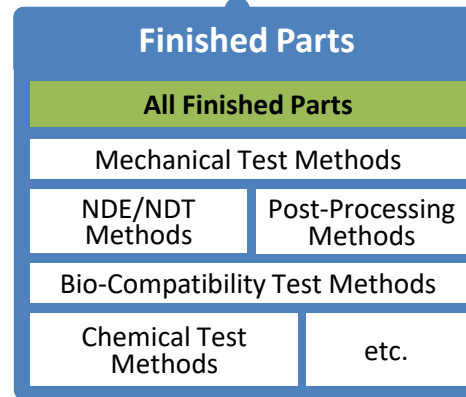 Finished Parts
All Finished Parts
Mechanical Test Methods
NDE/NDT
Methods
Post-Processing
Methods
Bio-Compatibility Test Methods
Chemical Test
Methods
etc.